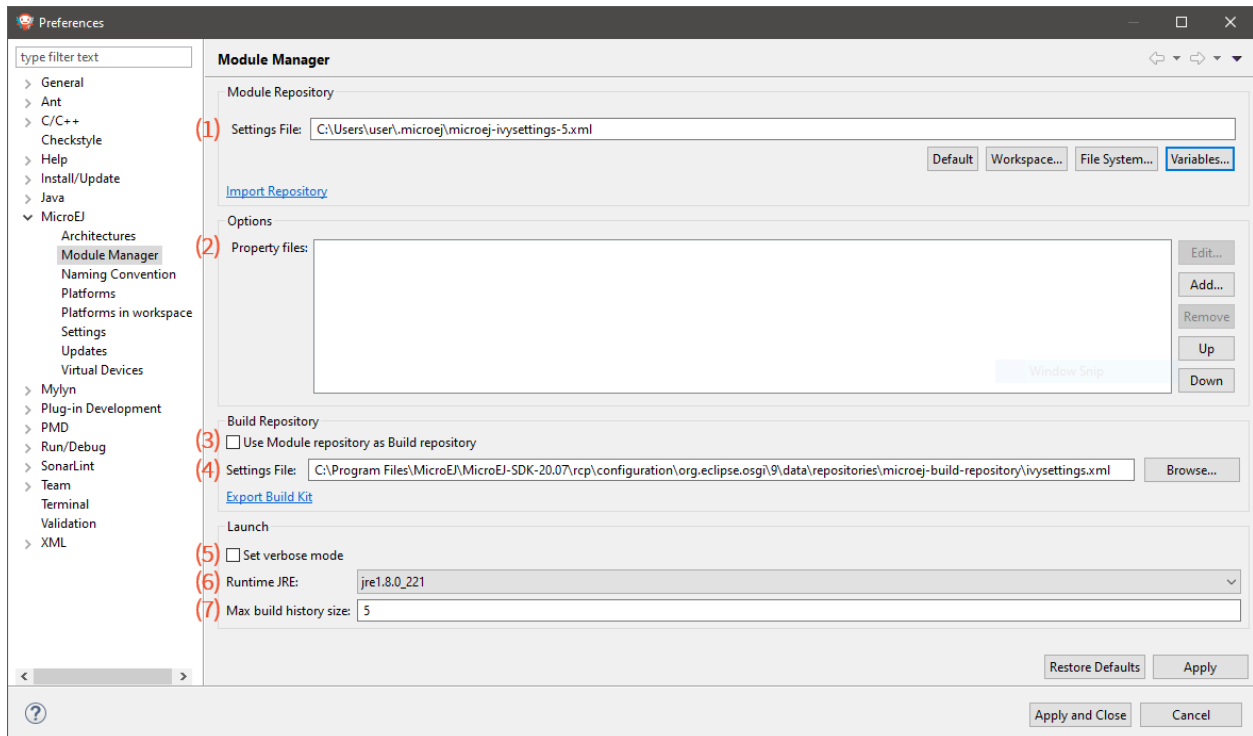 Preferences
type filter text
General
Ant
C/C++
Checkstyle
Help
Install/Update
Java
MicroEJ
Architectures
Module Manager
Naming Convention
Platforms
Platforms in workspace
Settings
Updates
Virtual Devices
Mylyn
Plug-in Development
PMD
Run/Debug
SonarLint
Team
Terminal
Validation
XML
Module Manager
Module Repository
(1) Settings File: C:\Users\user\.microej\microej-ivysettings-5.xml
Default Workspace... File System... Variables...
Import Repository
Options
(2) Property files:
Edit...
Add...
Remove
Up
Window Snip
Down
Build Repository
(3) Use Module repository as Build repository
(4) Settings File: C:\Program Files\MicroEJ\MicroEJ-SDK-20.07\rcp\configuration\org.eclipse.osgi\9\data\repositories\microej-build-repository\ivysettings.xml Browse...
Export Build Kit
Launch
(5) Set verbose mode
(6) Runtime JRE: jre1.8.0_221
(7) Max build history size: 5
Restore Defaults Apply
? Apply and Close Cancel